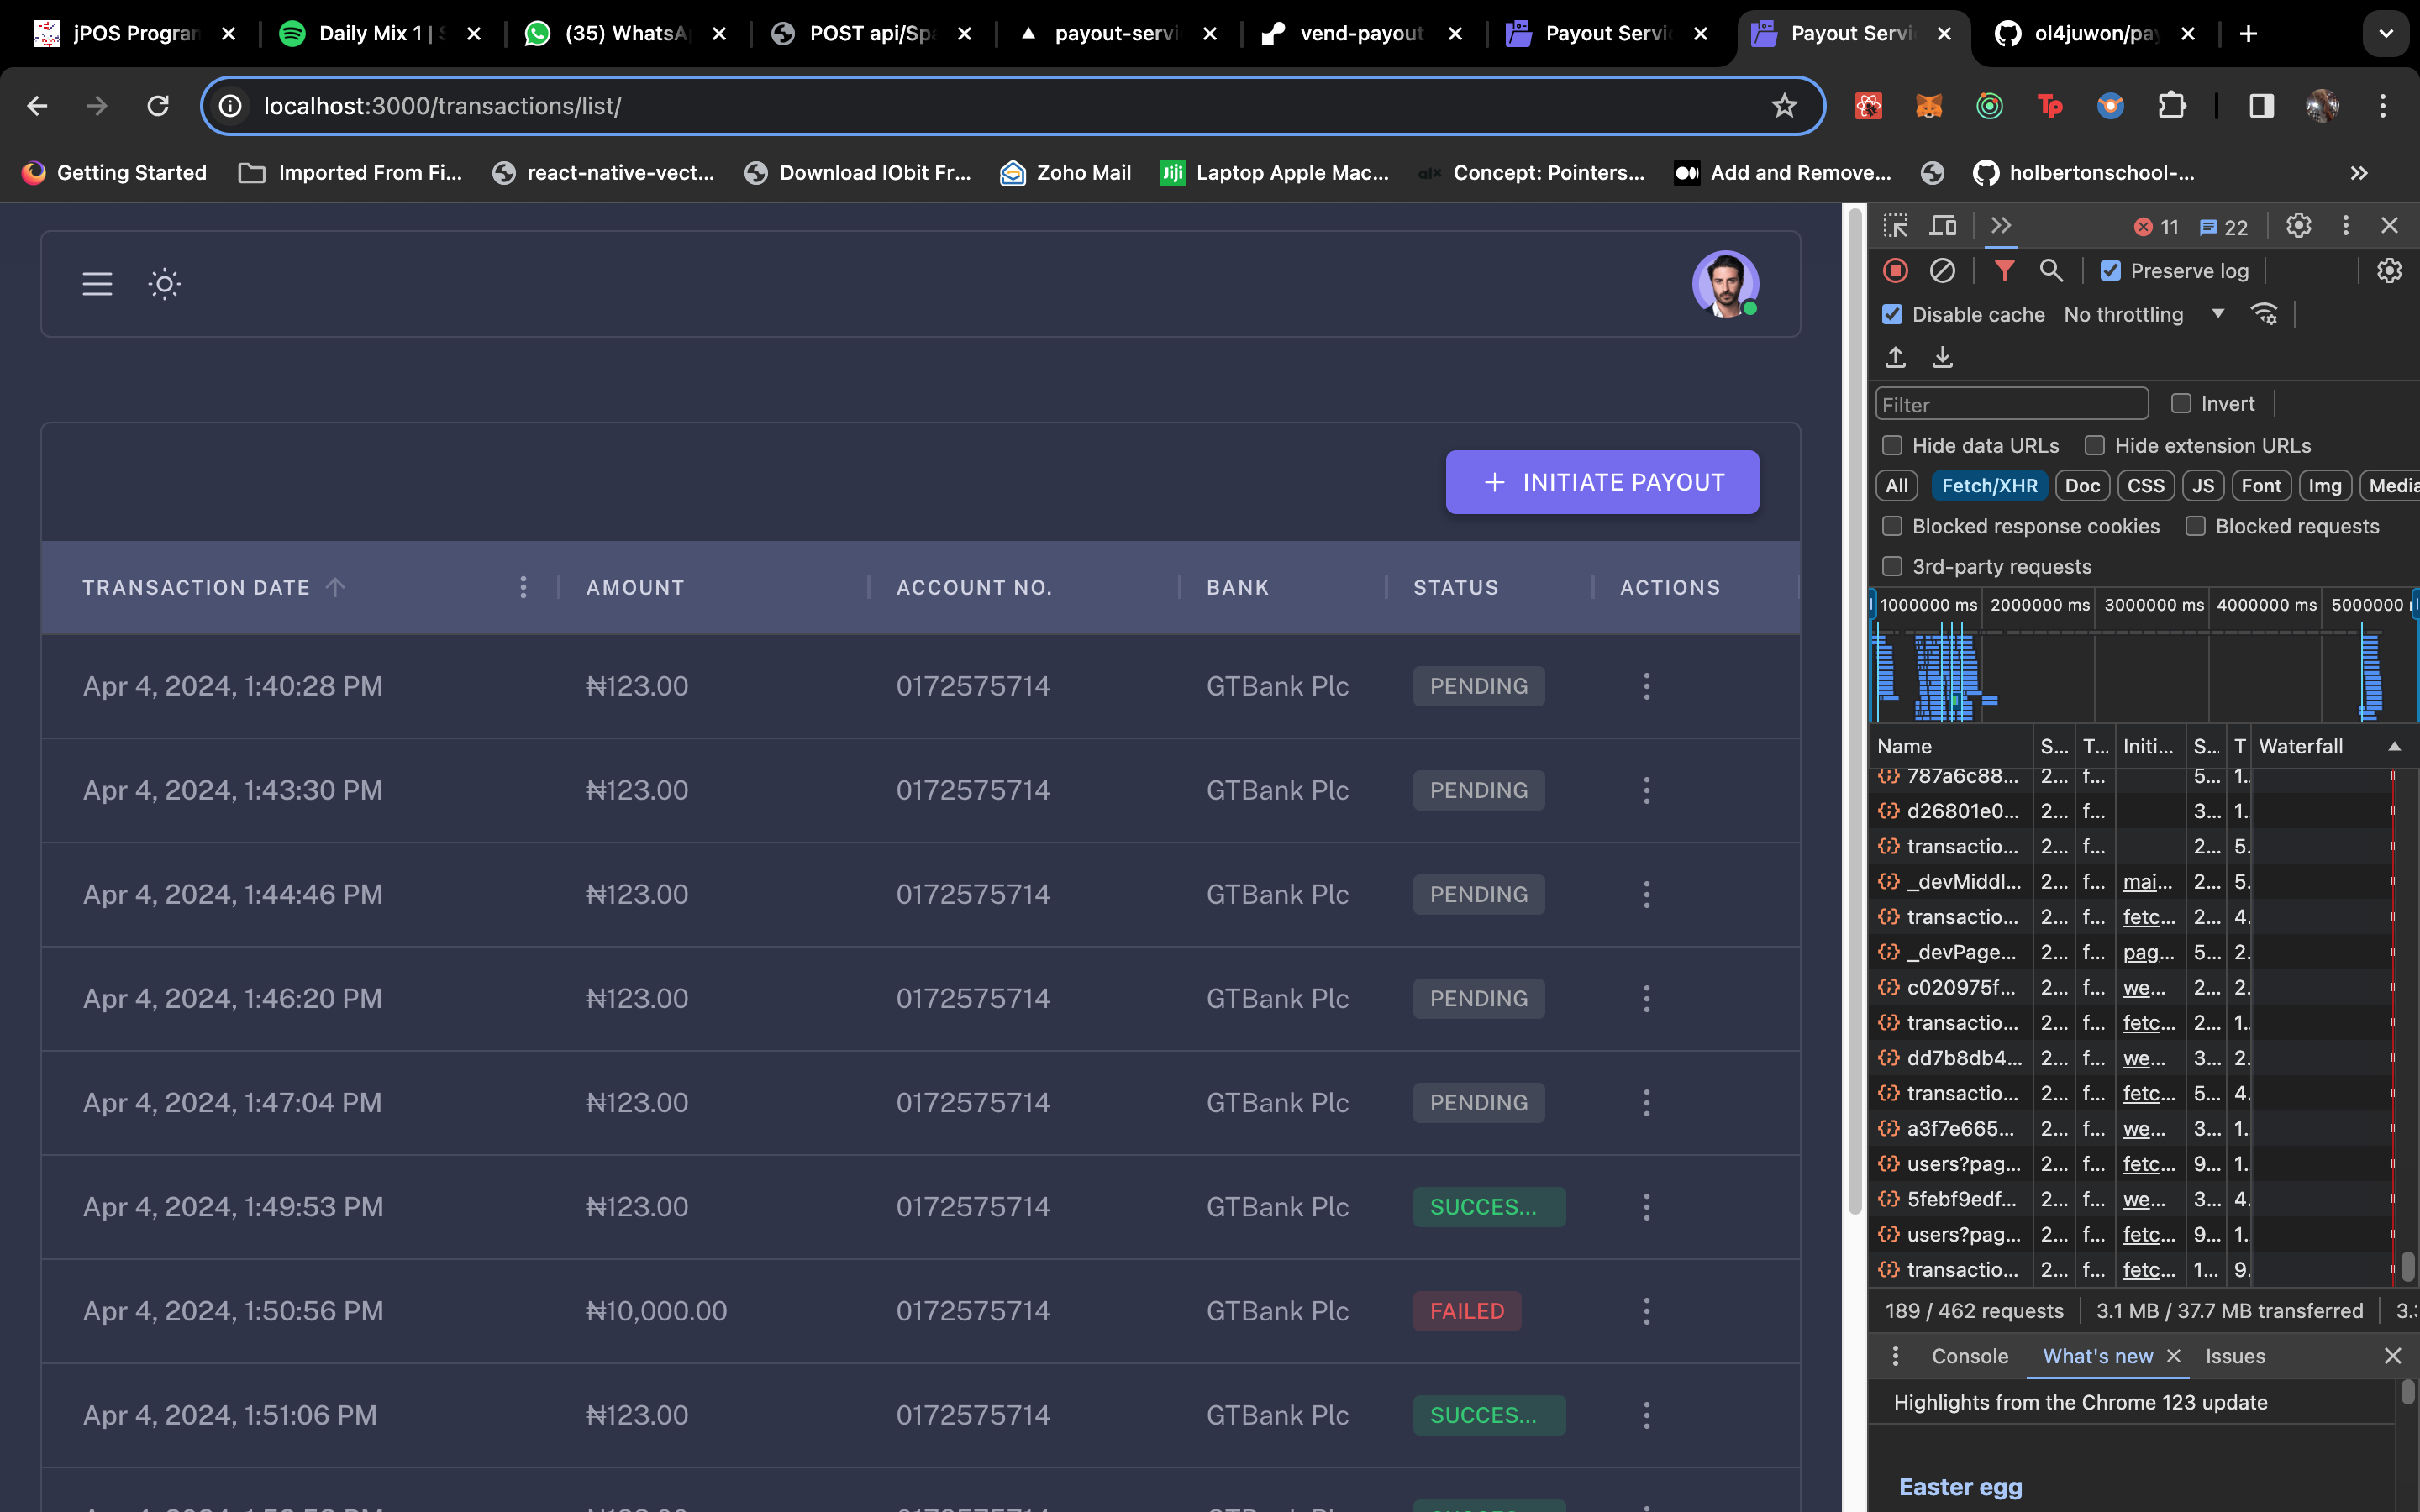 jPOS Progran
Daily Mix 1 | S
(35) WhatsA
POST api/Spa
payout-servi
vend-payout
Payout Servi
Payout Servi
ol4juwon/pay
localhost:3000/transactions/list/
Getting Started
Imported From Fi...
react-native-vect...
Download IObit Fr...
Zoho Mail
Jiji
Laptop Apple Mac...
alx
Concept: Pointers...
Add and Remove...
holbertonschool-...
INITIATE PAYOUT
TRANSACTION DATE AMOUNT ACCOUNT NO. BANK STATUS ACTIONS
Apr 4, 2024, 1:40:28 PM ₦123.00 0172575714 GTBank Plc PENDING
Apr 4, 2024, 1:43:30 PM ₦123.00 0172575714 GTBank Plc PENDING
Apr 4, 2024, 1:44:46 PM ₦123.00 0172575714 GTBank Plc PENDING
Apr 4, 2024, 1:46:20 PM ₦123.00 0172575714 GTBank Plc PENDING
Apr 4, 2024, 1:47:04 PM ₦123.00 0172575714 GTBank Plc PENDING
Apr 4, 2024, 1:49:53 PM ₦123.00 0172575714 GTBank Plc SUCCES...
Apr 4, 2024, 1:50:56 PM ₦10,000.00 0172575714 GTBank Plc FAILED
Apr 4, 2024, 1:51:06 PM ₦123.00 0172575714 GTBank Plc SUCCES...
11 22
Preserve log
Disable cache No throttling
Filter Invert
Hide data URLs Hide extension URLs
All Fetch/XHR Doc CSS JS Font Img Media
Blocked response cookies Blocked requests
3rd-party requests
1000000 ms 2000000 ms 3000000 ms 4000000 ms 5000000
Name S... T... Initi... S... T Waterfall
787a6c88... 2... f... 5... 1.
d26801e0... 2... f... 3... 1.
transactio... 2... f... 2... 5.
_devMiddl... 2... f... mai... 2... 5.
transactio... 2... f... fetc... 2... 4.
_devPage... 2... f... pag... 5... 2.
c020975f... 2... f... we... 2... 2.
transactio... 2... f... fetc... 2... 1.
dd7b8db4... 2... f... we... 3... 2.
transactio... 2... f... fetc... 5... 4.
a3f7e665... 2... f... we... 3... 1.
users?pag... 2... f... fetc... 9... 1.
5febf9edf... 2... f... we... 3... 4.
users?pag... 2... f... fetc... 9... 1.
transactio... 2... f... fetc... 1... 9.
189 / 462 requests 3.1 MB / 37.7 MB transferred 3.
Console What's new Issues
Highlights from the Chrome 123 update
Easter egg